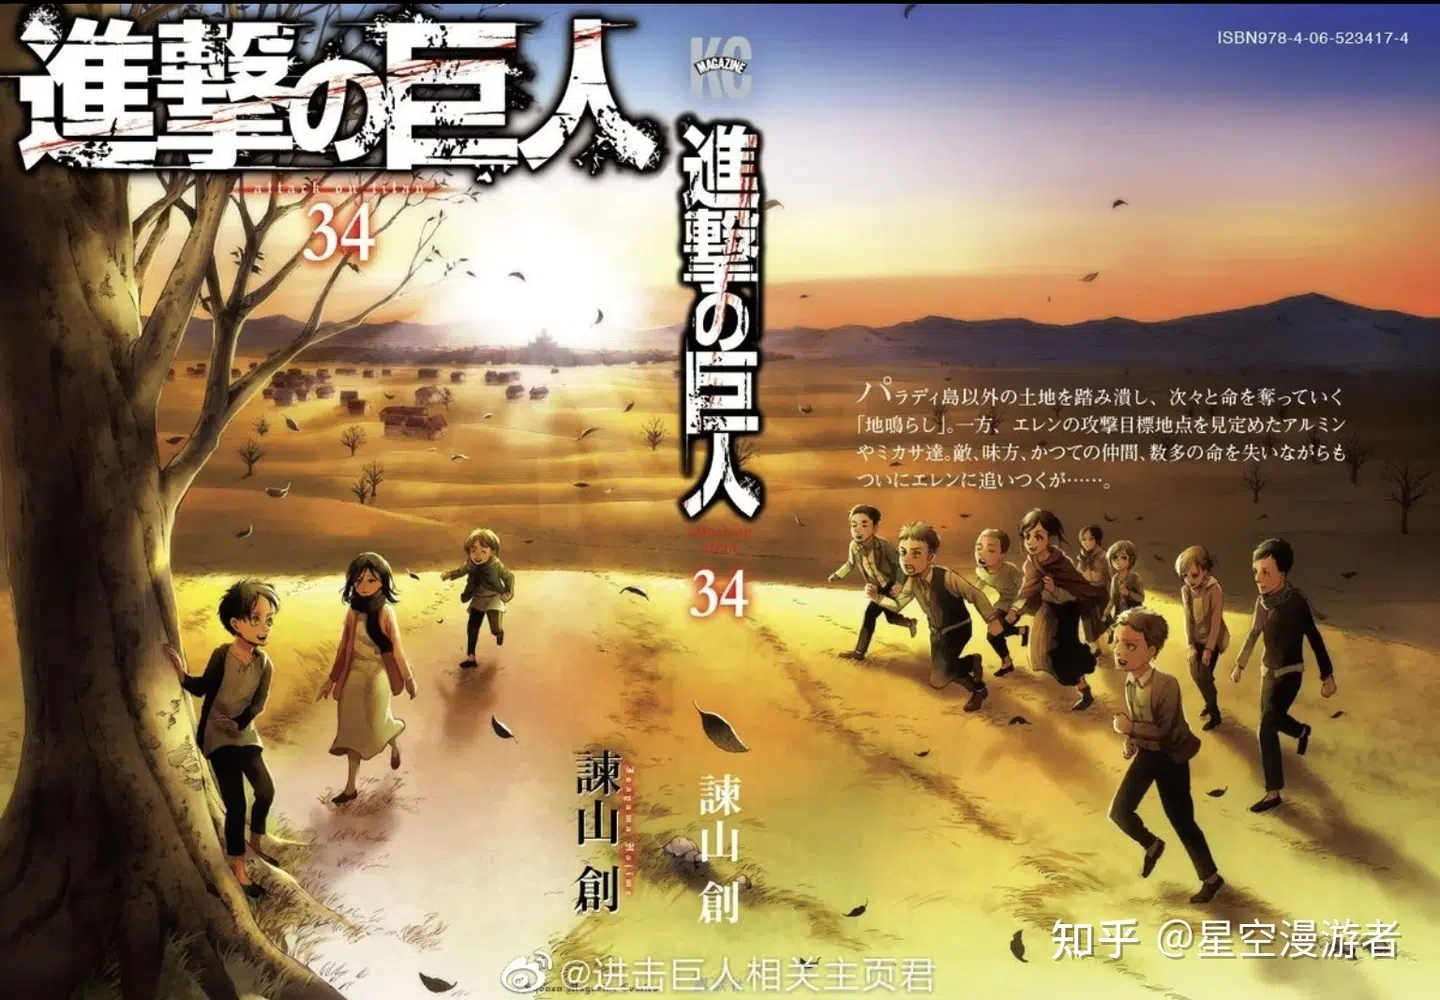 進撃の巨人
attack on titan
34
諫山 創
Isayama Hajime
KC
MAGAZINE
進撃の巨人
attack on titan
34
諫山 創
ISBN978-4-06-523417-4
パラディ島以外の土地を踏み潰し、次々と命を奪っていく
「地鳴らし」。一方、エレンの攻撃目標地点を見定めたアルミン
やミカサ達。敵、味方、かつての仲間、数多の命を失いながらも
ついにエレンに追いつくが……。
知乎 @星空漫游者
@进击巨人相关主页君